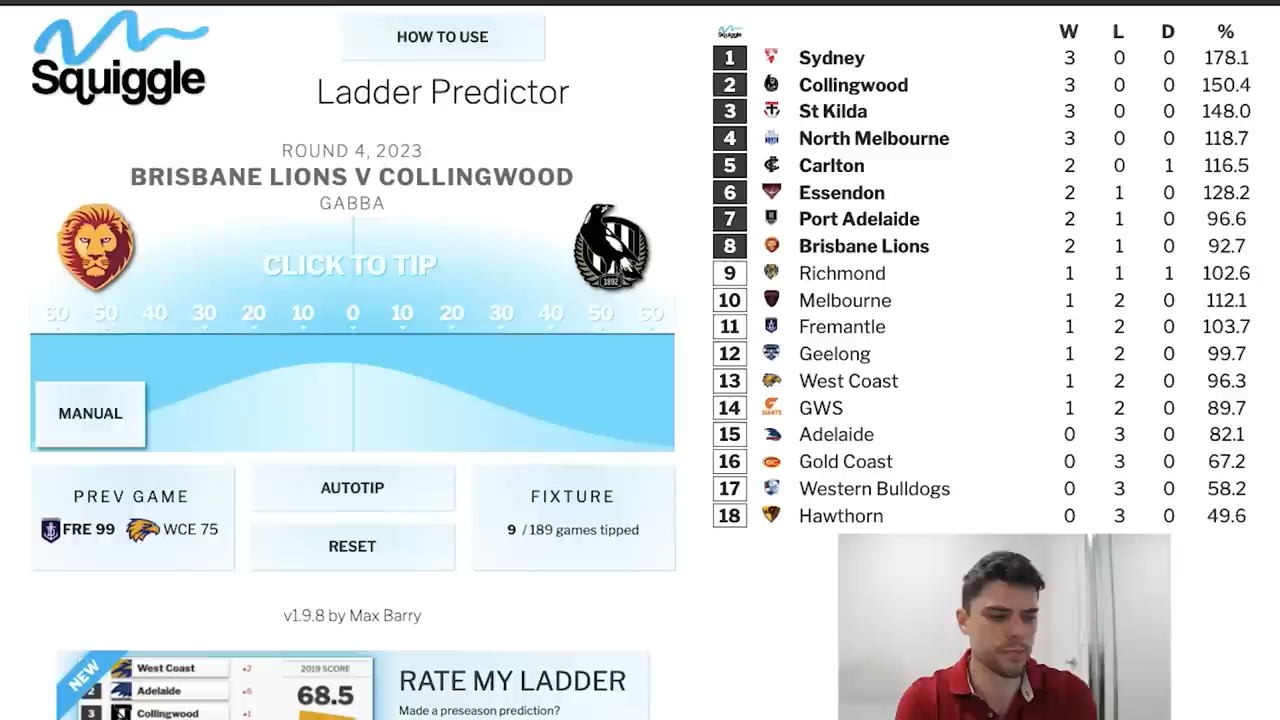 Squiggle
HOW TO USE
Ladder Predictor
ROUND 4, 2023
BRISBANE LIONS V COLLINGWOOD
GABBA
1892
CLICK TO TIP
60 50 40 30 20 10 0 10 20 30 40 50 60
MANUAL
PREV GAME
FRE 99 WCE 75
AUTOTIP
RESET
FIXTURE
9 / 189 games tipped
v1.9.8 by Max Barry
NEW
West Coast 2
2 Adelaide 6
3 Collingwood 1
2019 SCORE
68.5
RATE MY LADDER
Made a preseason prediction?
Squiggle W L D %
1 Sydney 3 0 0 178.1
2 Collingwood 3 0 0 150.4
3 St Kilda 3 0 0 148.0
4 North Melbourne 3 0 0 118.7
5 Carlton 2 0 1 116.5
6 Essendon 2 1 0 128.2
7 Port Adelaide 2 1 0 96.6
8 Brisbane Lions 2 1 0 92.7
9 Richmond 1 1 1 102.6
10 Melbourne 1 2 0 112.1
11 Fremantle 1 2 0 103.7
12 Geelong 1 2 0 99.7
13 West Coast 1 2 0 96.3
14 GWS 1 2 0 89.7
15 Adelaide 0 3 0 82.1
16 Gold Coast 0 3 0 67.2
17 Western Bulldogs 0 3 0 58.2
18 Hawthorn 0 3 0 49.6